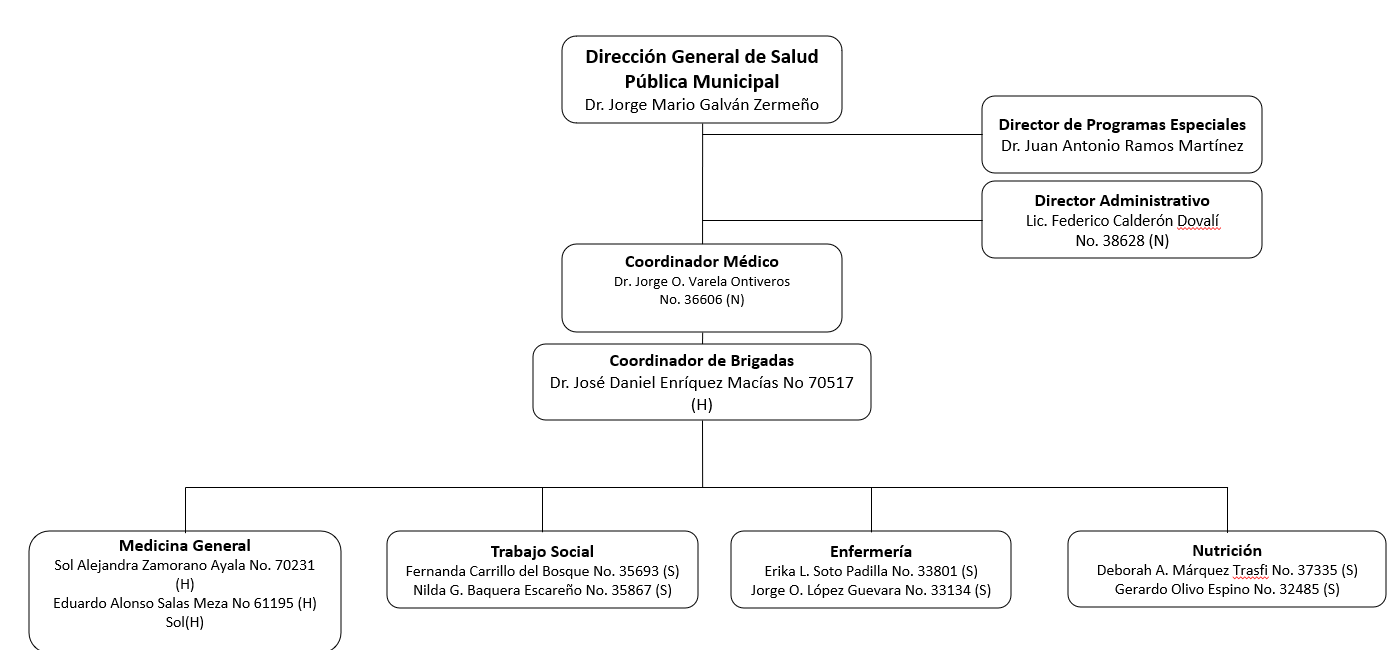 Dirección General de Salud
Pública Municipal
Dr. Jorge Mario Galván Zermeño
Director de Programas Especiales
Dr. Juan Antonio Ramos Martínez
Director Administrativo
Lic. Federico Calderón Dovalí
No. 38628 (N)
Coordinador Médico
Dr. Jorge O. Varela Ontiveros
No. 36606 (N)
Coordinador de Brigadas
Dr. José Daniel Enríquez Macías No 70517
(H)
Medicina General
Sol Alejandra Zamorano Ayala No. 70231
(H)
Eduardo Alonso Salas Meza No 61195 (H)
Sol(H)
Trabajo Social
Fernanda Carrillo del Bosque No. 35693 (S)
Nilda G. Baquera Escareño No. 35867 (S)
Enfermería
Erika L. Soto Padilla No. 33801 (S)
Jorge O. López Guevara No. 33134 (S)
Nutrición
Deborah A. Márquez Trasfi No. 37335 (S)
Gerardo Olivo Espino No. 32485 (S)